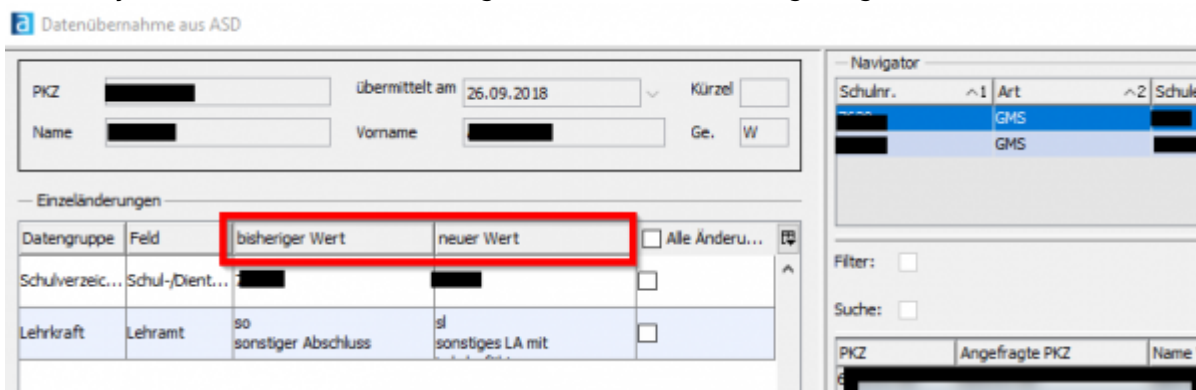 Datenübernahme aus ASD
PKZ
übermittelt am 26.09.2018
Kürzel
Name
Vorname
Ge. W
Einzeländerungen
Datengruppe Feld bisheriger Wert neuer Wert Alle Änderu...
Schulverzeic... Schul-/Dient...
Lehrkraft Lehramt so sonstiger Abschluss sl sonstiges LA mit
Navigator
Schulnr. ^1 Art ^2 Schule
GMS
GMS
Filter:
Suche:
PKZ Angefragte PKZ Name